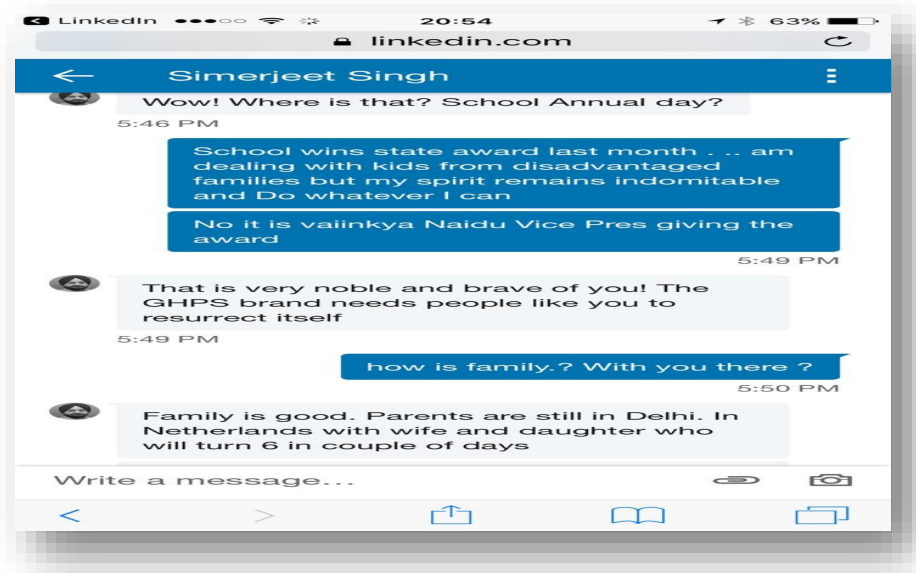 LinkedIn 20:54 63%
linkedin.com
Simerjeet Singh
Wow! Where is that? School Annual day?
5:46 PM
School wins state award last month . .. am
dealing with kids from disadvantaged
families but my spirit remains indomitable
and Do whatever I can
No it is vaiinkya Naidu Vice Pres giving the
award
5:49 PM
That is very noble and brave of you! The
GHPS brand needs people like you to
resurrect itself
5:49 PM
how is family.? With you there ?
5:50 PM
Family is good. Parents are still in Delhi. In
Netherlands with wife and daughter who
will turn 6 in couple of days
Write a message...